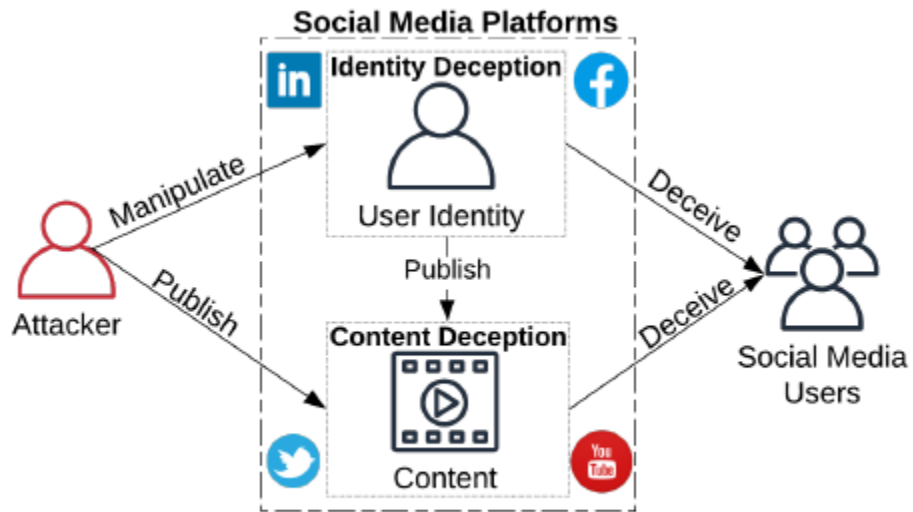 Social Media Platforms
in
Identity Deception
f
Manipulate
User Identity
Deceive
Publish
Attacker
Publish
Content Deception
Deceive
Social Media
Users
You
Tube
Content